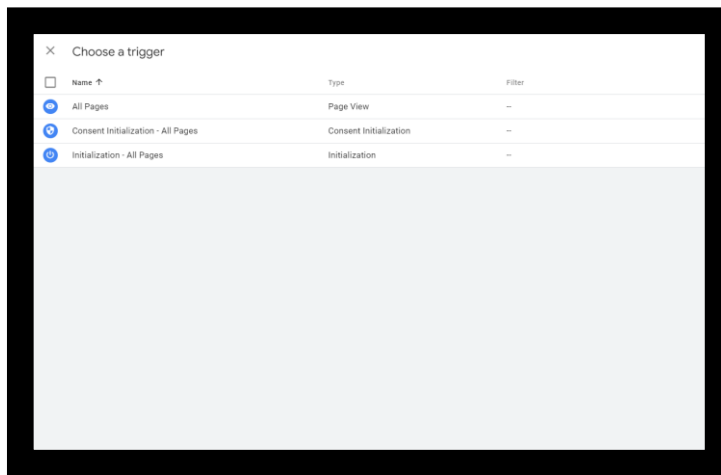 Choose a trigger
Name ↑ Type Filter
All Pages Page View –
Consent Initialization - All Pages Consent Initialization –
Initialization - All Pages Initialization –